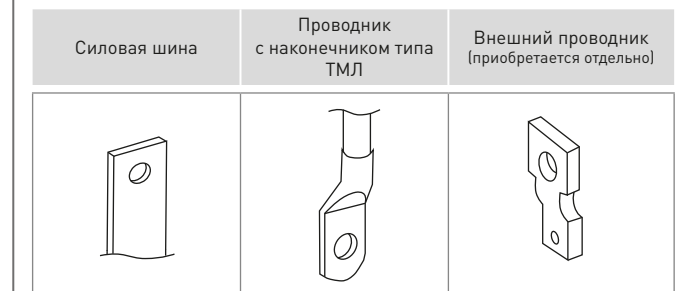 Силовая шина
Проводник
с наконечником типа
ТМЛ
Внешний проводник
(приобретается отдельно)